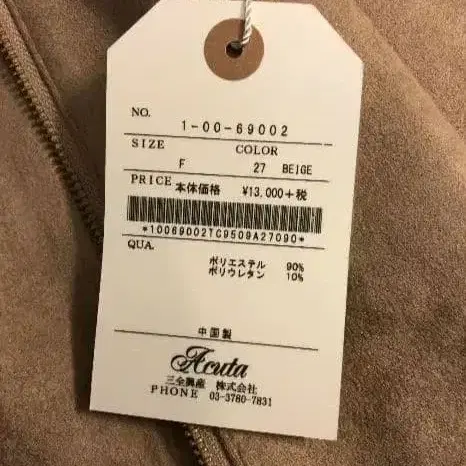 NO.
1-00-69002
SIZE COLOR
F 27 BEIGE
PRICE 本体価格 ¥13,000+税
*10069002TC9509A27090*
QUA.
ポリエステル 90%
ポリウレタン 10%
中国製
Acuta
三全興産 株式会社
PHONE 03-3780-7831